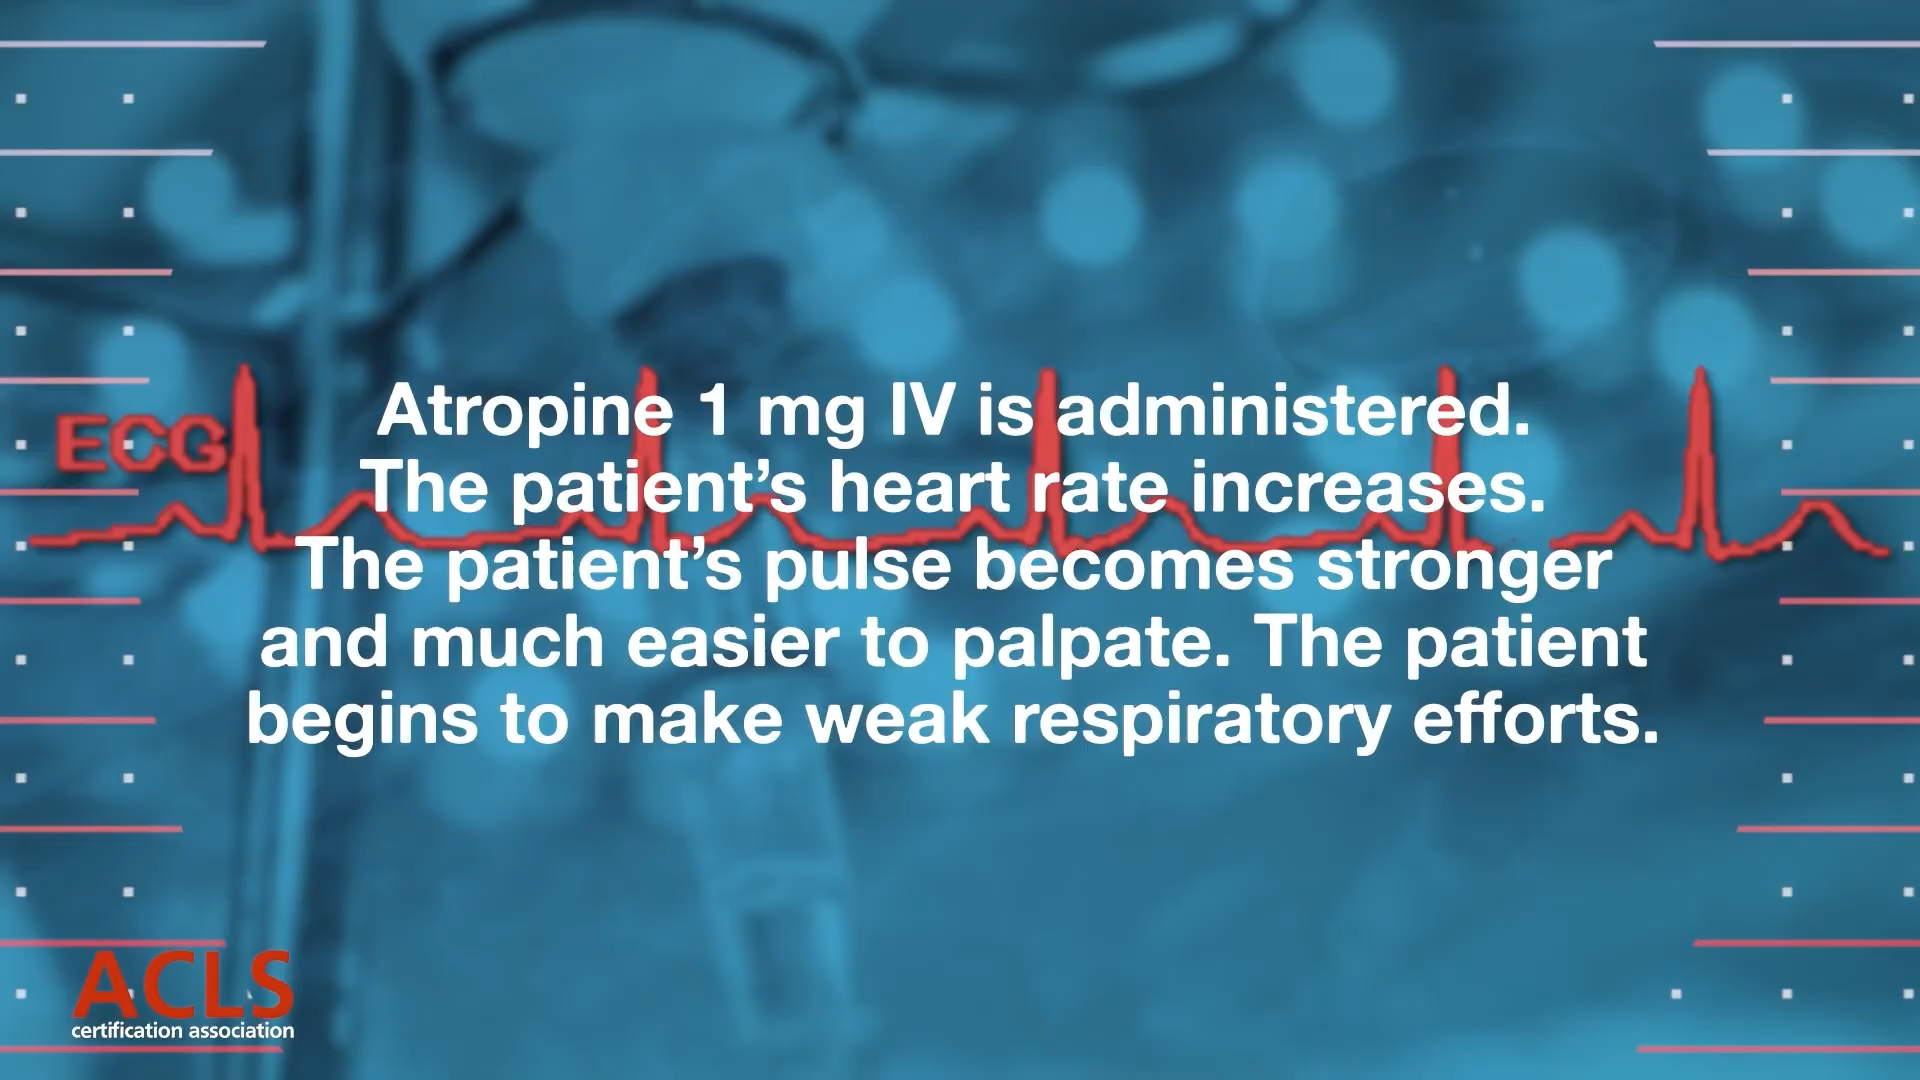 ECG
Atropine 1 mg IV is administered.
The patient’s heart rate increases.
The patient’s pulse becomes stronger
and much easier to palpate. The patient
begins to make weak respiratory efforts.
ACLS
certification association